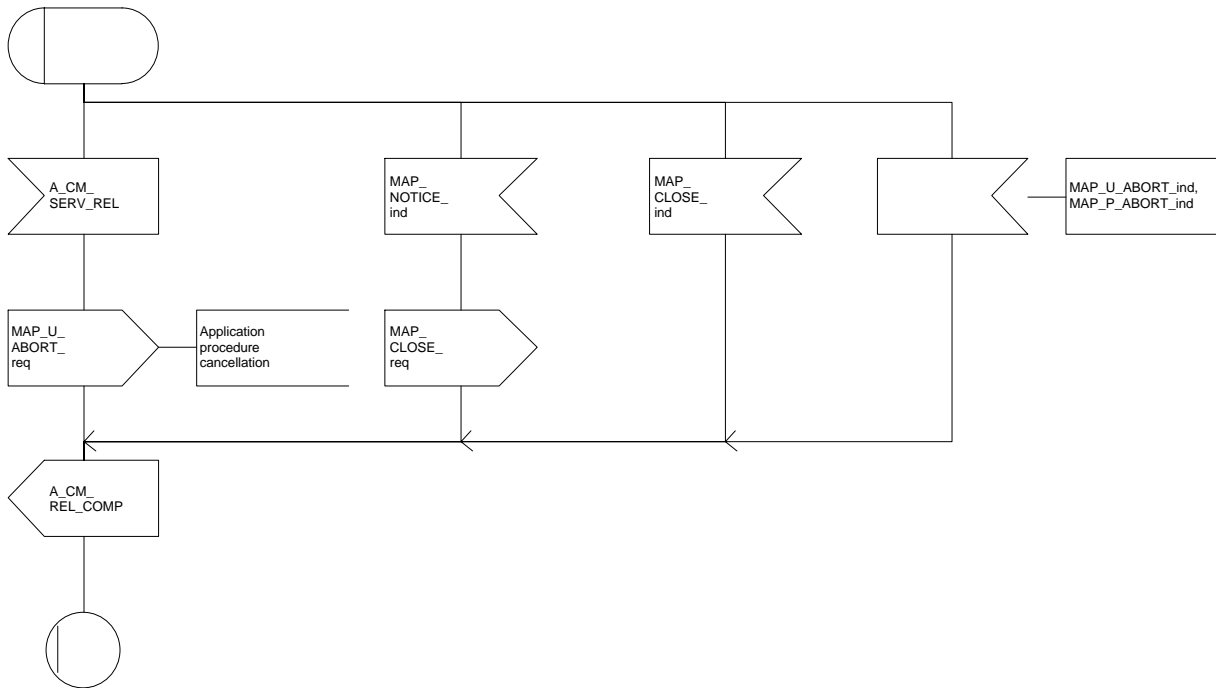 A_CM_
SERV_REL
MAP_
NOTICE_
ind
MAP_
CLOSE_
ind
MAP_U_ABORT_ind,
MAP_P_ABORT_ind
MAP_U_
ABORT_
req
Application
procedure
cancellation
MAP_
CLOSE_
req
A_CM_
REL_COMP